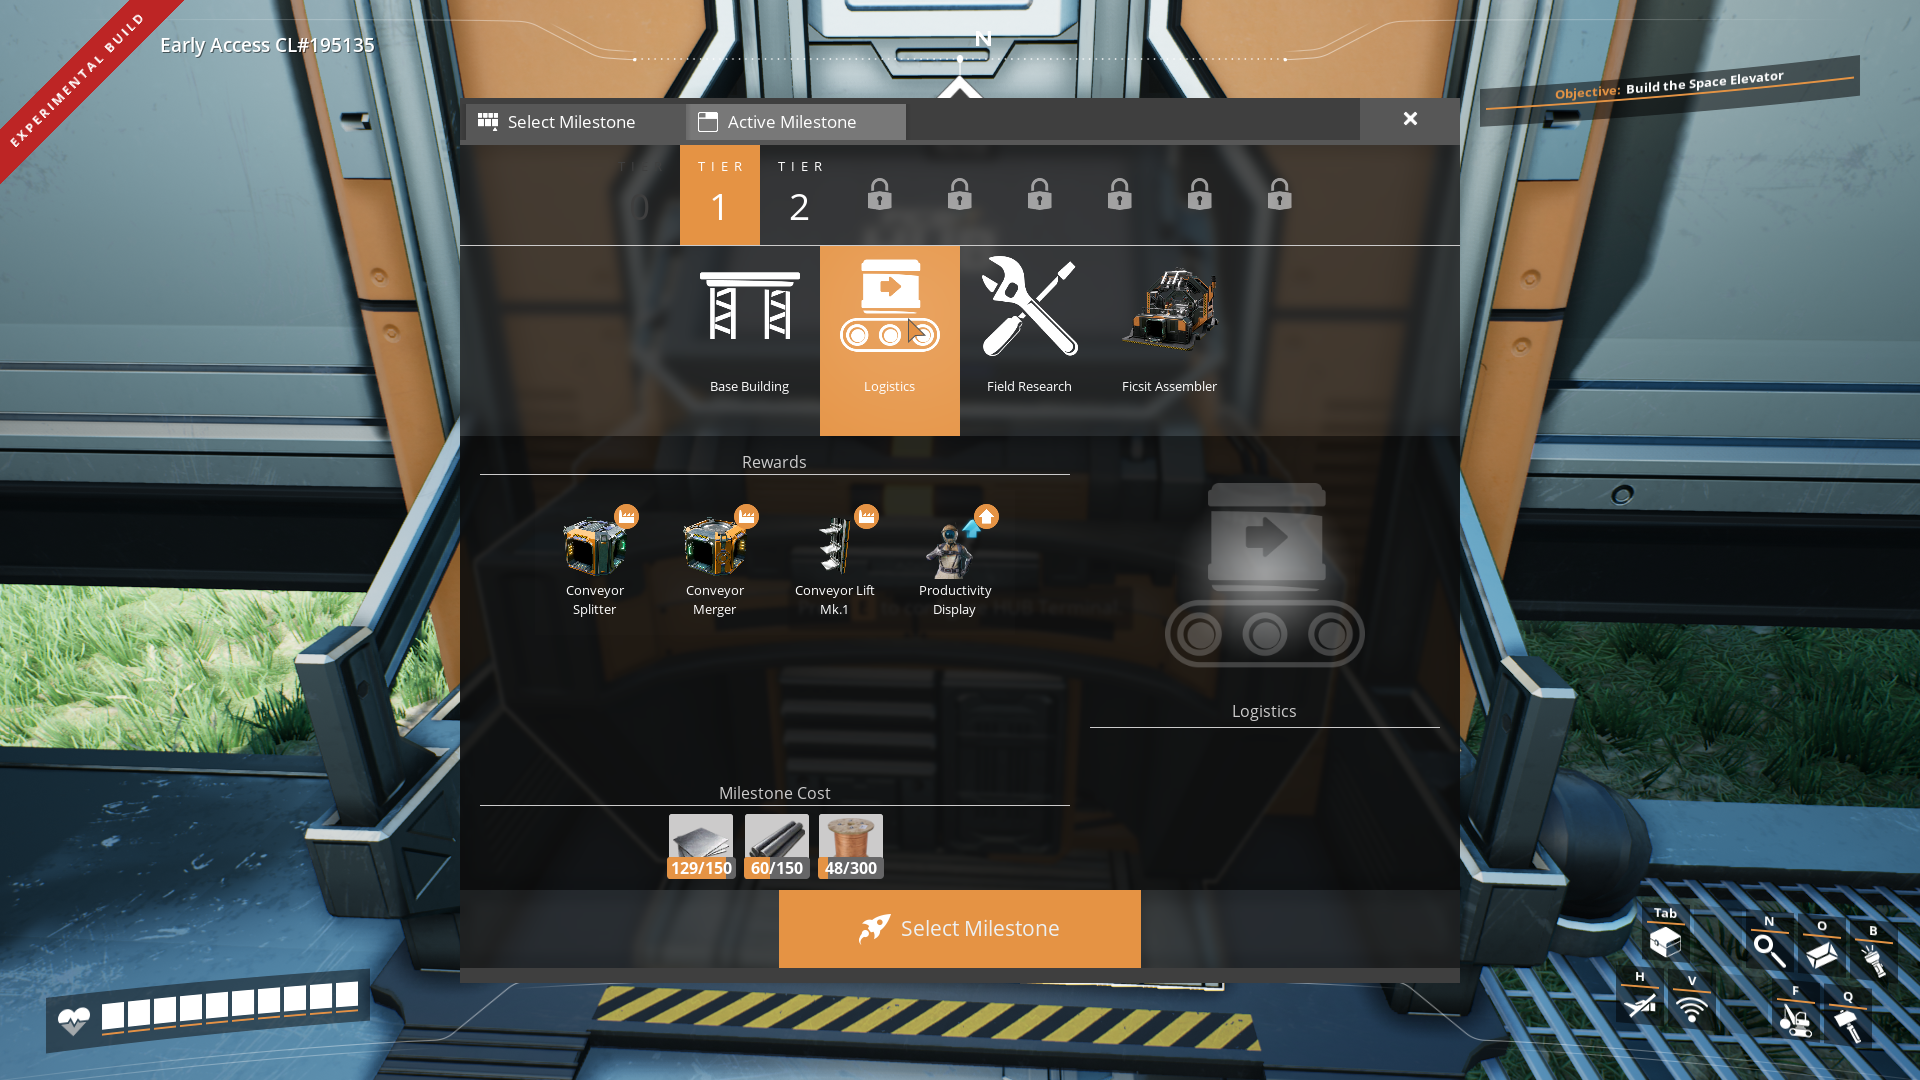 EXPERIMENTAL BUILD
Early Access CL#195135
N
Objective: Build the Space Elevator
Select Milestone
Active Milestone
TIER
1
TIER
2
Base Building
Logistics
Field Research
Ficsit Assembler
Rewards
Conveyor Splitter
Conveyor Merger
Conveyor Lift Mk.1
Productivity Display
Logistics
Milestone Cost
129/150
60/150
48/300
Select Milestone
Tab
N
O
B
H
V
F
Q